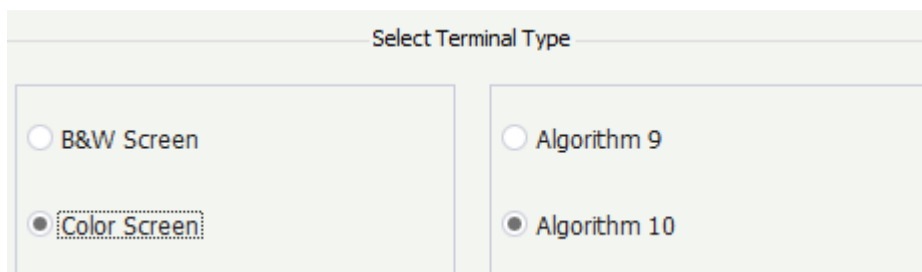 Select Terminal Type
B&W Screen
Color Screen
Algorithm 9
Algorithm 10